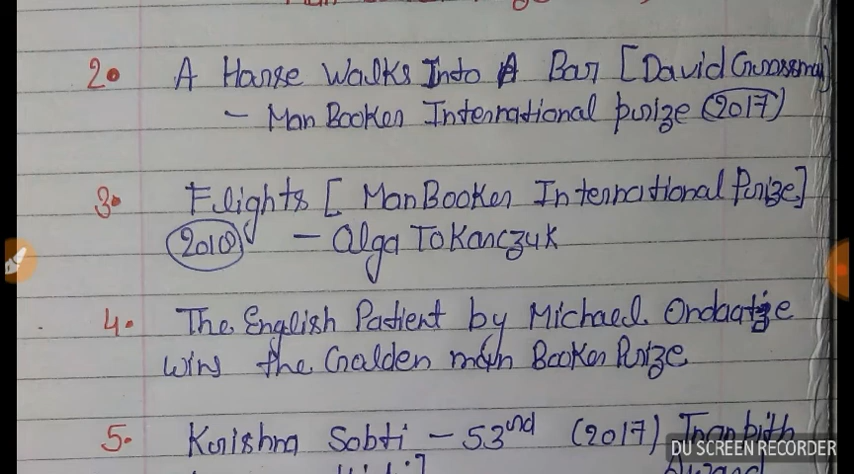 2. A Horse Walks Into A Bar [David Grossman]
- Man Booker International prize (2017)
3. Flights [ Man Booker International Prize]
2018 - Olga Tokarczuk
4. The English Patient by Michael Ondaatje
wins the Golden man Booker Prize
5. Krishna Sobti - 53rd (2017) Jnanpith
DU SCREEN RECORDER